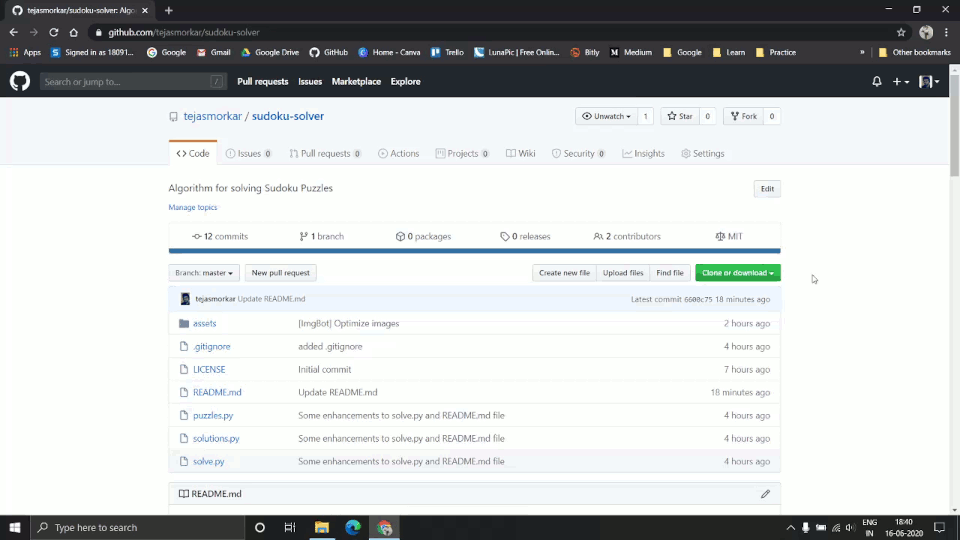 tejasmorkar/sudoku-solver: Algo
github.com/tejasmorkar/sudoku-solver
Apps Signed in as 18091... Google Gmail Google Drive GitHub Home - Canva Trello LunaPic | Free Onlin... Bitly Medium Google Learn Practice » Other bookmarks
Search or jump to... / Pull requests Issues Marketplace Explore
tejasmorkar / sudoku-solver Unwatch 1 Star 0 Fork 0
Code Issues 0 Pull requests 0 Actions Projects 0 Wiki Security 0 Insights Settings
Algorithm for solving Sudoku Puzzles Edit
Manage topics
12 commits 1 branch 0 packages 0 releases 2 contributors MIT
Branch: master New pull request Create new file Upload files Find file Clone or download
tejasmorkar Update README.md Latest commit 6600c75 18 minutes ago
assets [ImgBot] Optimize images 2 hours ago
.gitignore added .gitignore 4 hours ago
LICENSE Initial commit 7 hours ago
README.md Update README.md 18 minutes ago
puzzles.py Some enhancements to solve.py and README.md file 4 hours ago
solutions.py Some enhancements to solve.py and README.md file 4 hours ago
solve.py Some enhancements to solve.py and README.md file 4 hours ago
README.md
Type here to search ENG 18:40
IN 16-06-2020